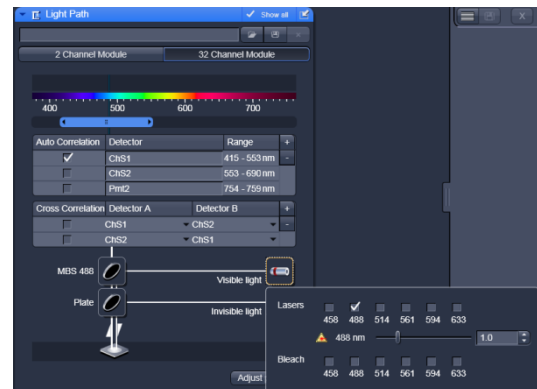 Light Path Show all
2 Channel Module 32 Channel Module
400 500 600 700
Auto Correlation Detector Range +
ChS1 415 - 553 nm -
ChS2 553 - 690 nm
Pmt2 754 - 759 nm
Cross Correlation Detector A Detector B +
ChS1 ChS2 -
ChS2 ChS1
MBS 488
Visible light
Plate
Invisible light
Lasers
458 488 514 561 594 633
488 nm 1.0
Bleach
458 488 514 561 594 633
Adjust